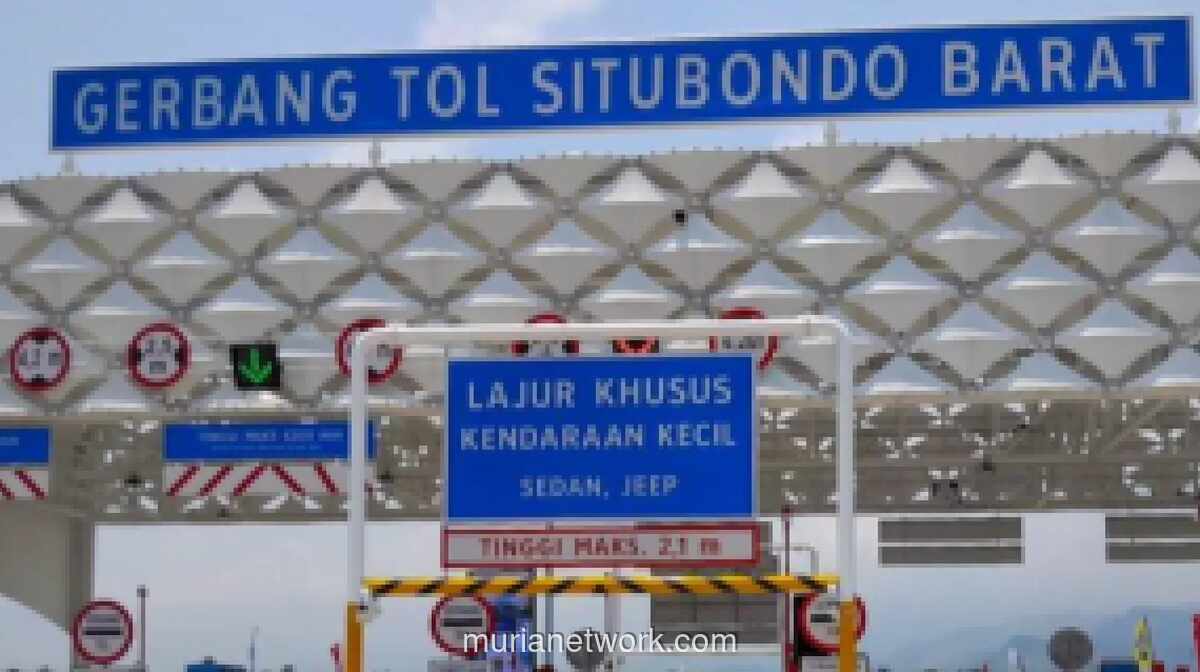 GERBANG TOL SITUBONDO BARAT
LAJUR KHUSUS
KENDARAAN KECIL
SEDAN, JEEP
TINGGI MAKS. 2,1 m
murianetwork.com